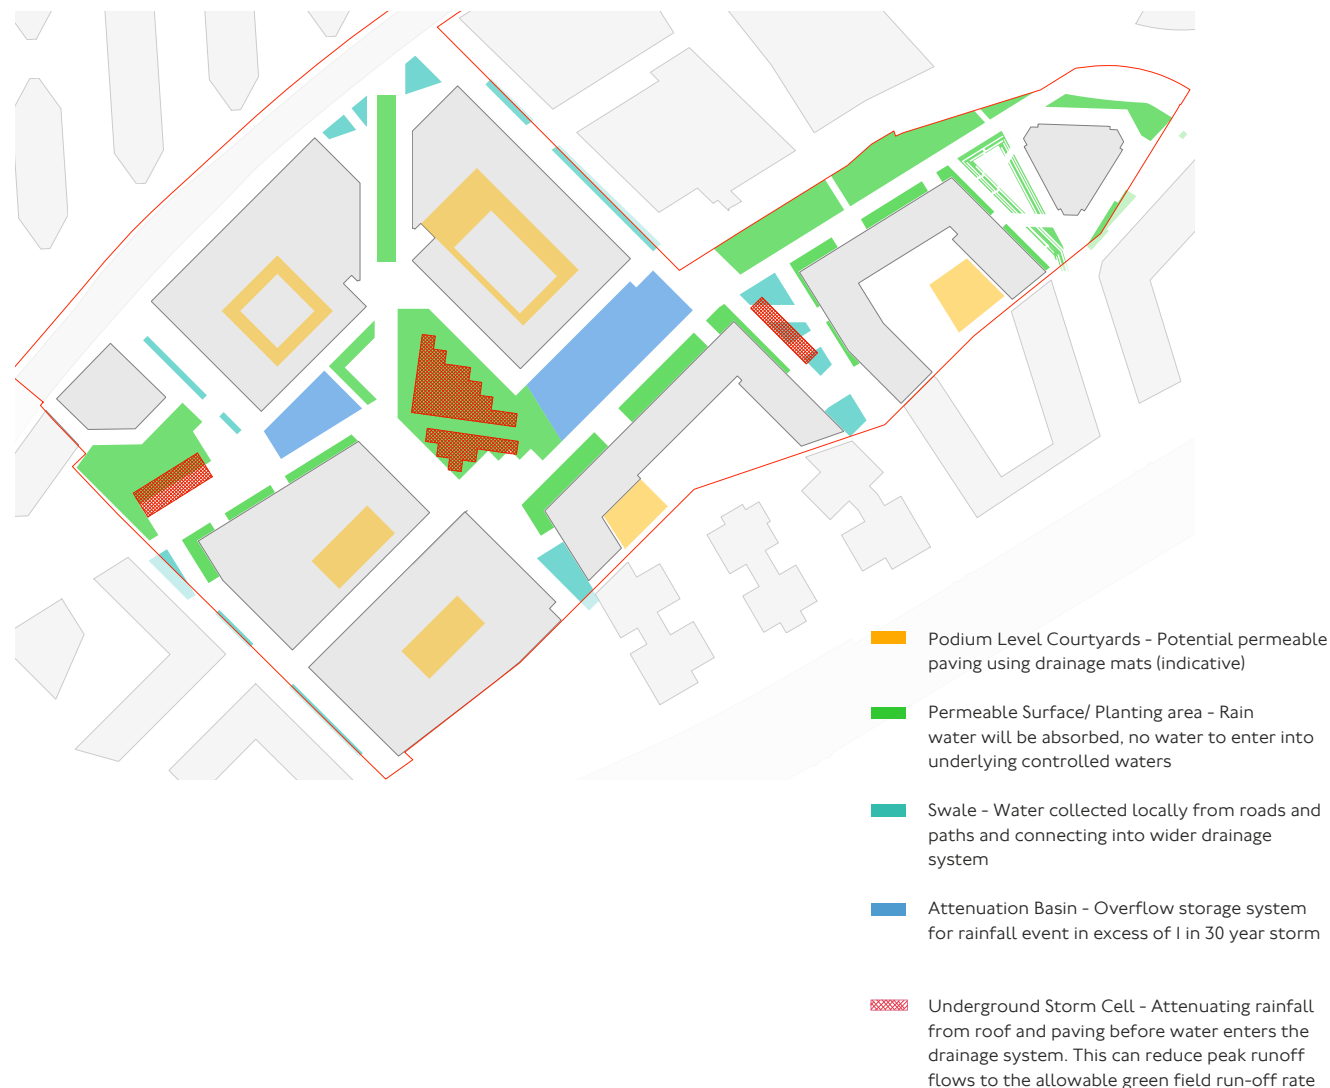 Podium Level Courtyards - Potential permeable
paving using drainage mats (indicative)
Permeable Surface/ Planting area - Rain
water will be absorbed, no water to enter into
underlying controlled waters
Swale - Water collected locally from roads and
paths and connecting into wider drainage
system
Attenuation Basin - Overflow storage system
for rainfall event in excess of 1 in 30 year storm
Underground Storm Cell - Attenuating rainfall
from roof and paving before water enters the
drainage system. This can reduce peak runoff
flows to the allowable green field run-off rate